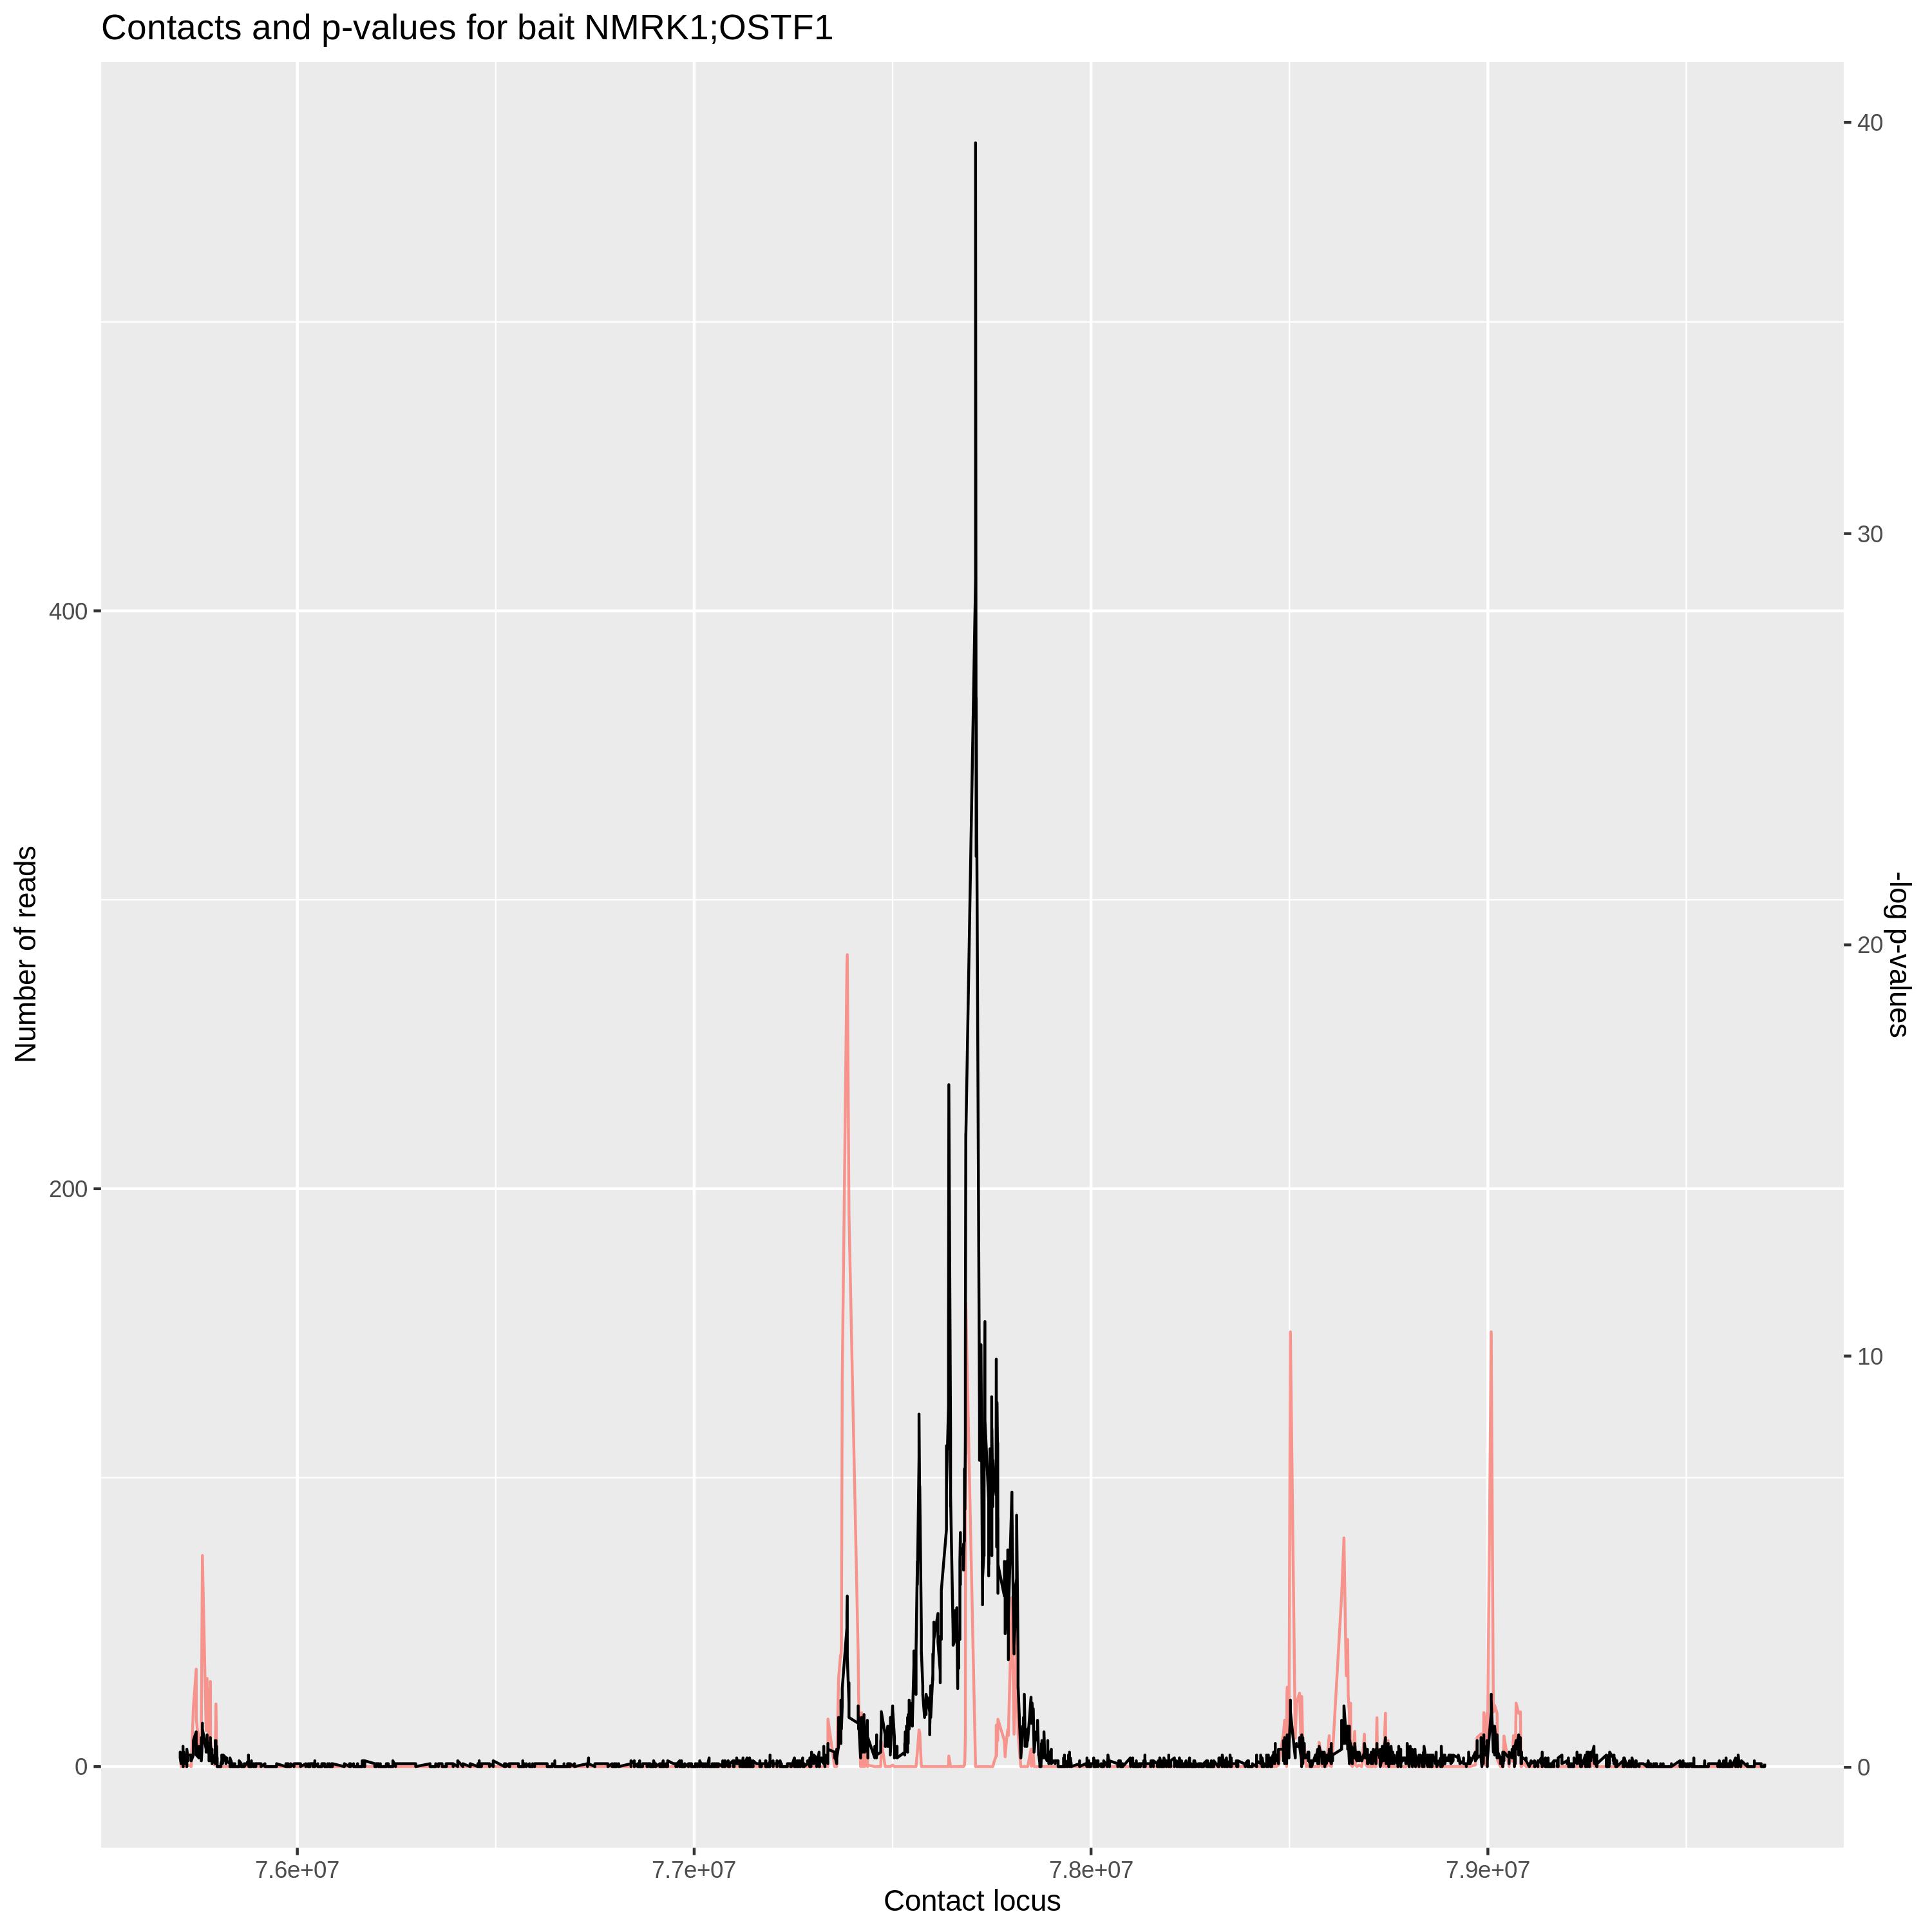 Contacts and p-values for bait NMRK1;OSTF1
40
30
400
20
Number of reads
-log p-values
200
10
0
0
7.6e+07 7.7e+07 7.8e+07 7.9e+07
Contact locus